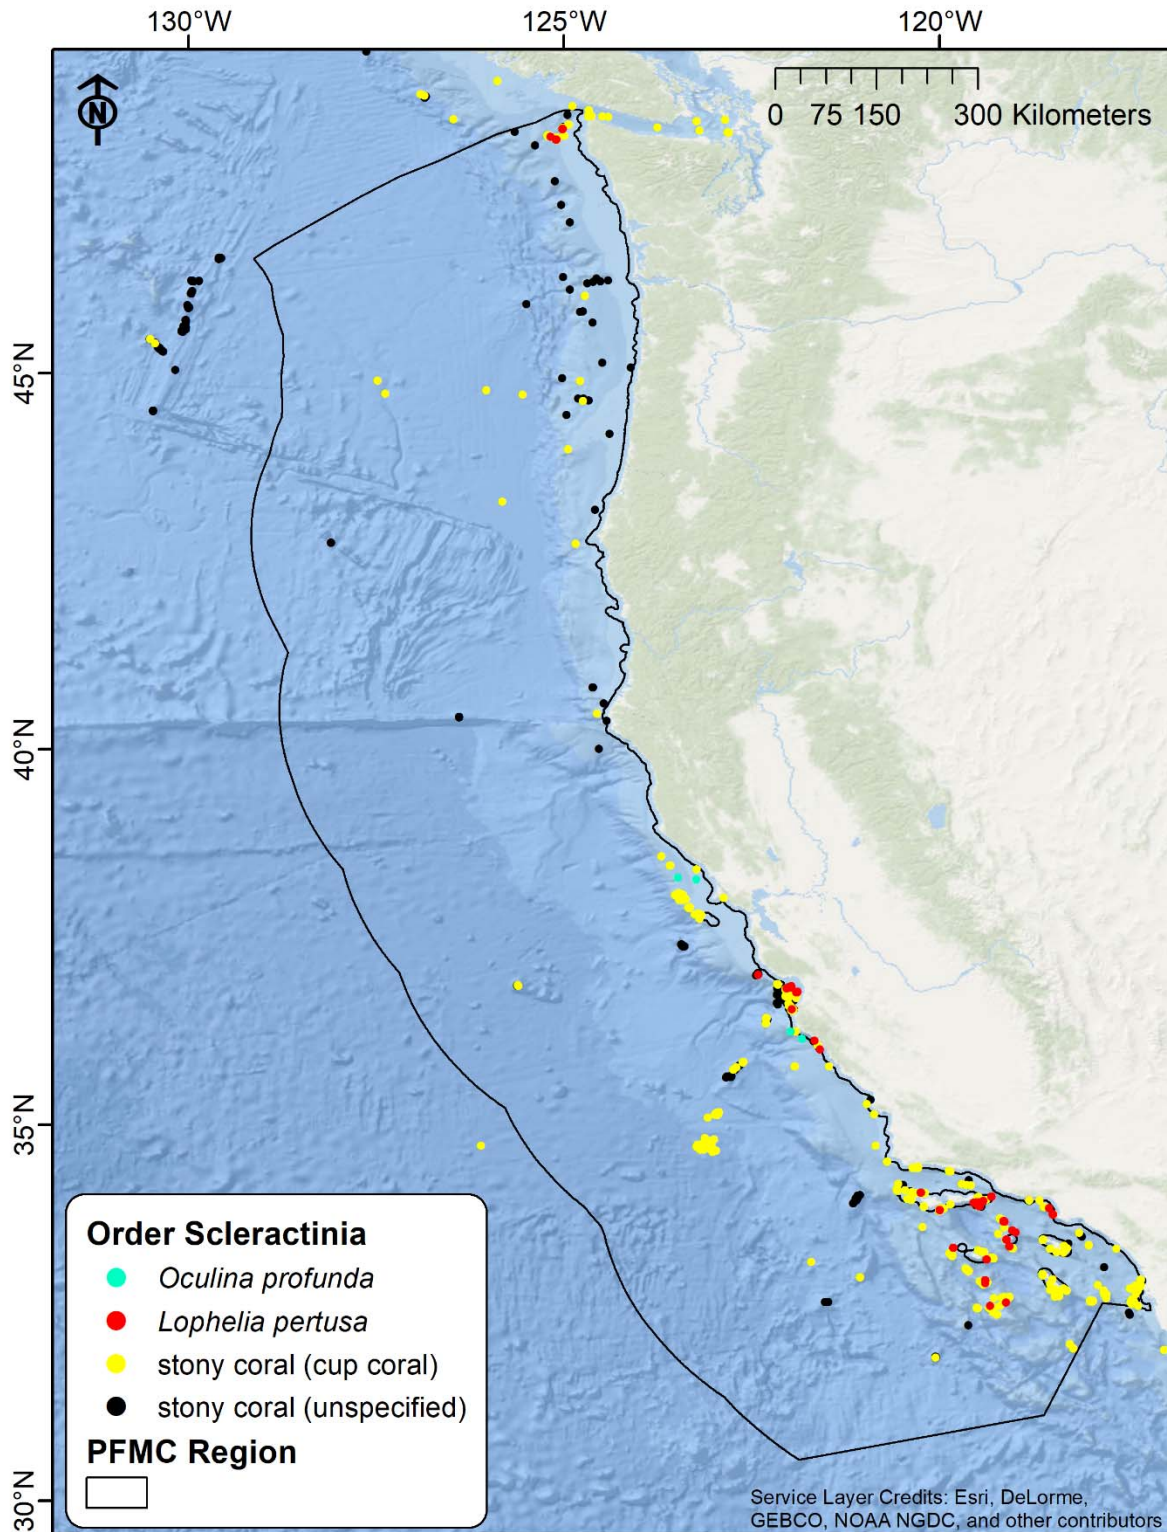 130°W 125°W 120°W
N
0 75 150 300 Kilometers
45°N
40°N
35°N
30°N
Order Scleractinia
Oculina profunda
Lophelia pertusa
stony coral (cup coral)
stony coral (unspecified)
PFMC Region
Service Layer Credits: Esri, DeLorme,
GEBCO, NOAA NGDC, and other contributors